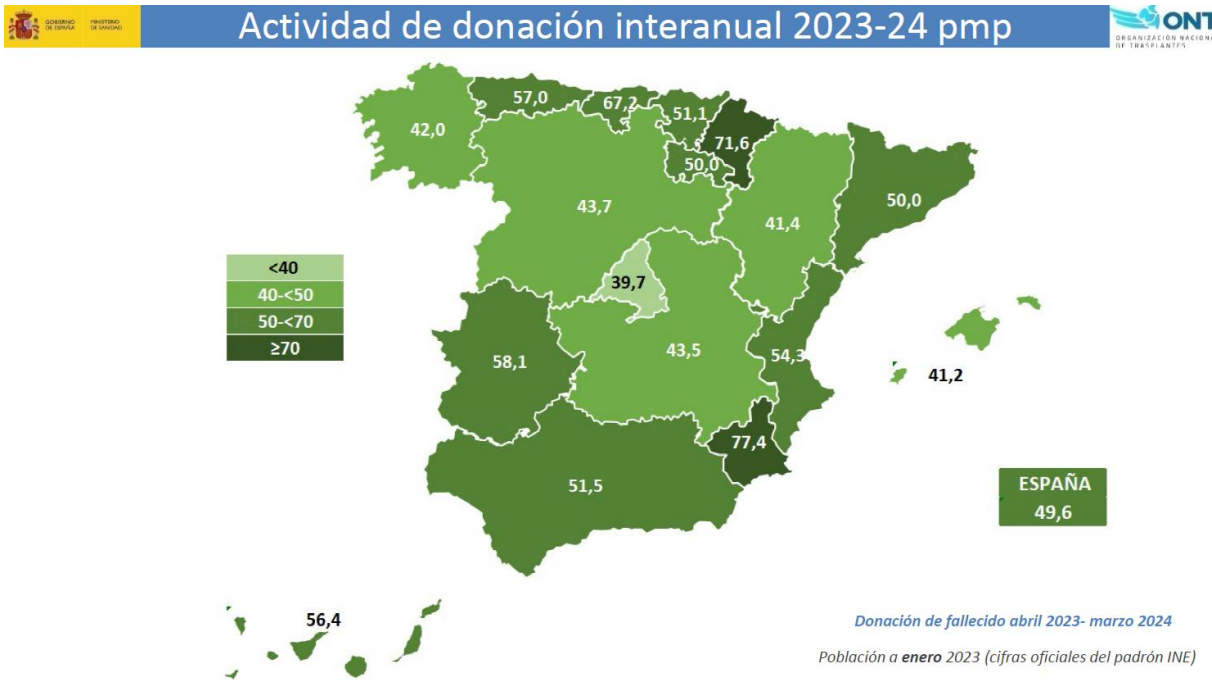 GOBIERNO
DE ESPAÑA
MINISTERIO
DE SANIDAD
Actividad de donación interanual 2023-24 pmp
ONT
ORGANIZACIÓN NACION
DE TRASPLANTES
57,0
67,2
51,1
42,0
71,6
50,0
43,7
41,4
50,0
<40
40-<50
50-<70
≥70
39,7
58,1
43,5
54,3
41,2
77,4
51,5
ESPAÑA
49,6
56,4
Donación de fallecido abril 2023- marzo 2024
Población a enero 2023 (cifras oficiales del padrón INE)